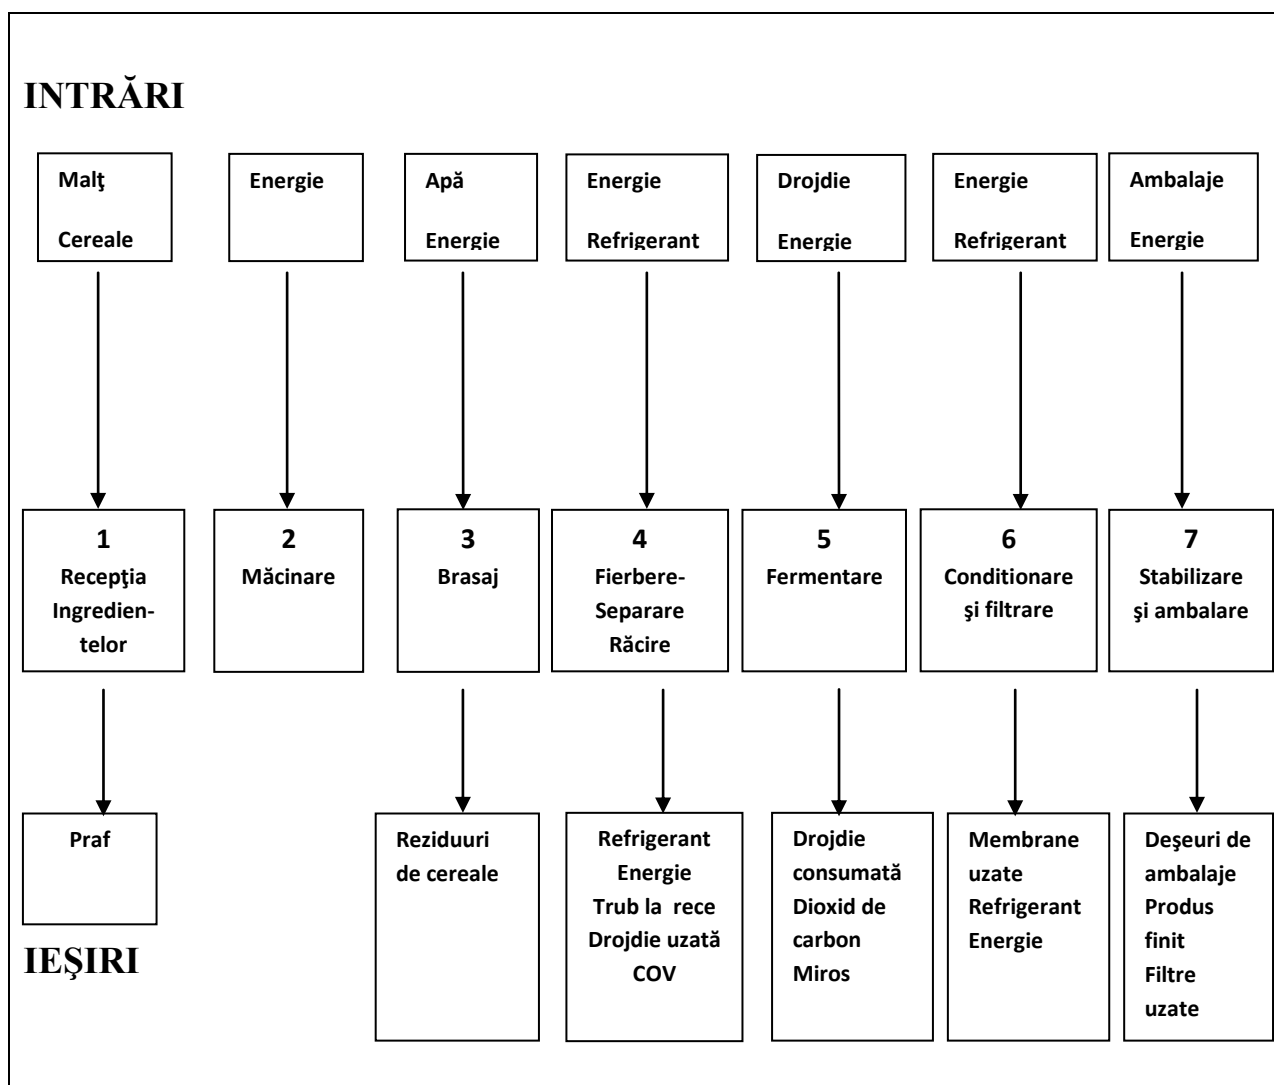 INTRĂRI
Malţ
Cereale
Energie
Apă
Energie
Energie
Refrigerant
Drojdie
Energie
Energie
Refrigerant
Ambalaje
Energie
1
Recepţia
Ingredien-
telor
2
Măcinare
3
Brasaj
4
Fierbere-
Separare
Răcire
5
Fermentare
6
Conditionare
şi filtrare
7
Stabilizare
şi ambalare
Praf
Reziduuri
de cereale
Refrigerant
Energie
Trub la rece
Drojdie uzată
COV
Drojdie
consumată
Dioxid de
carbon
Miros
Membrane
uzate
Refrigerant
Energie
Deşeuri de
ambalaje
Produs
finit
Filtre
uzate
IEŞIRI